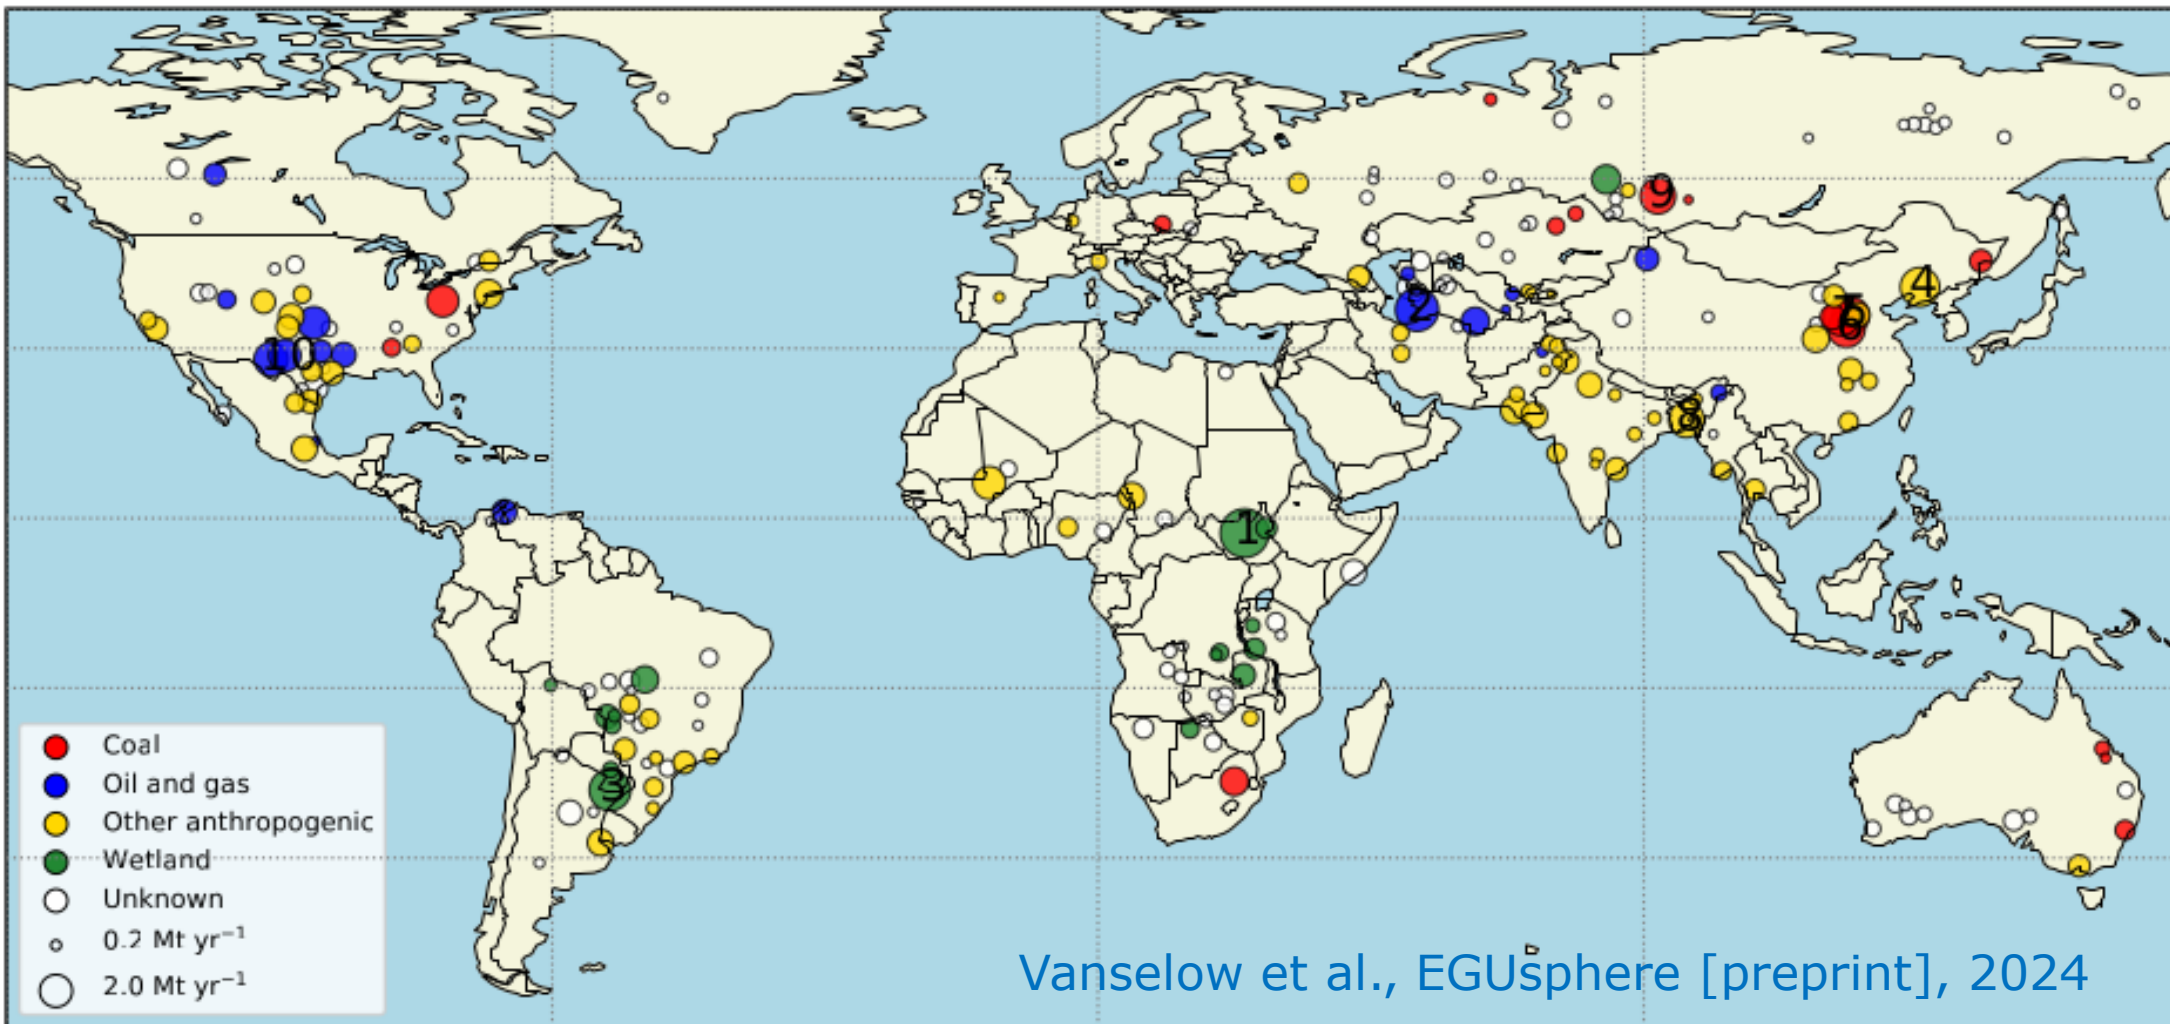 9
4
2
6
10
8
1
3
Coal
Oil and gas
Other anthropogenic
Wetland
Unknown
0.2 Mt yr⁻¹
2.0 Mt yr⁻¹
Vanselow et al., EGUsphere [preprint], 2024